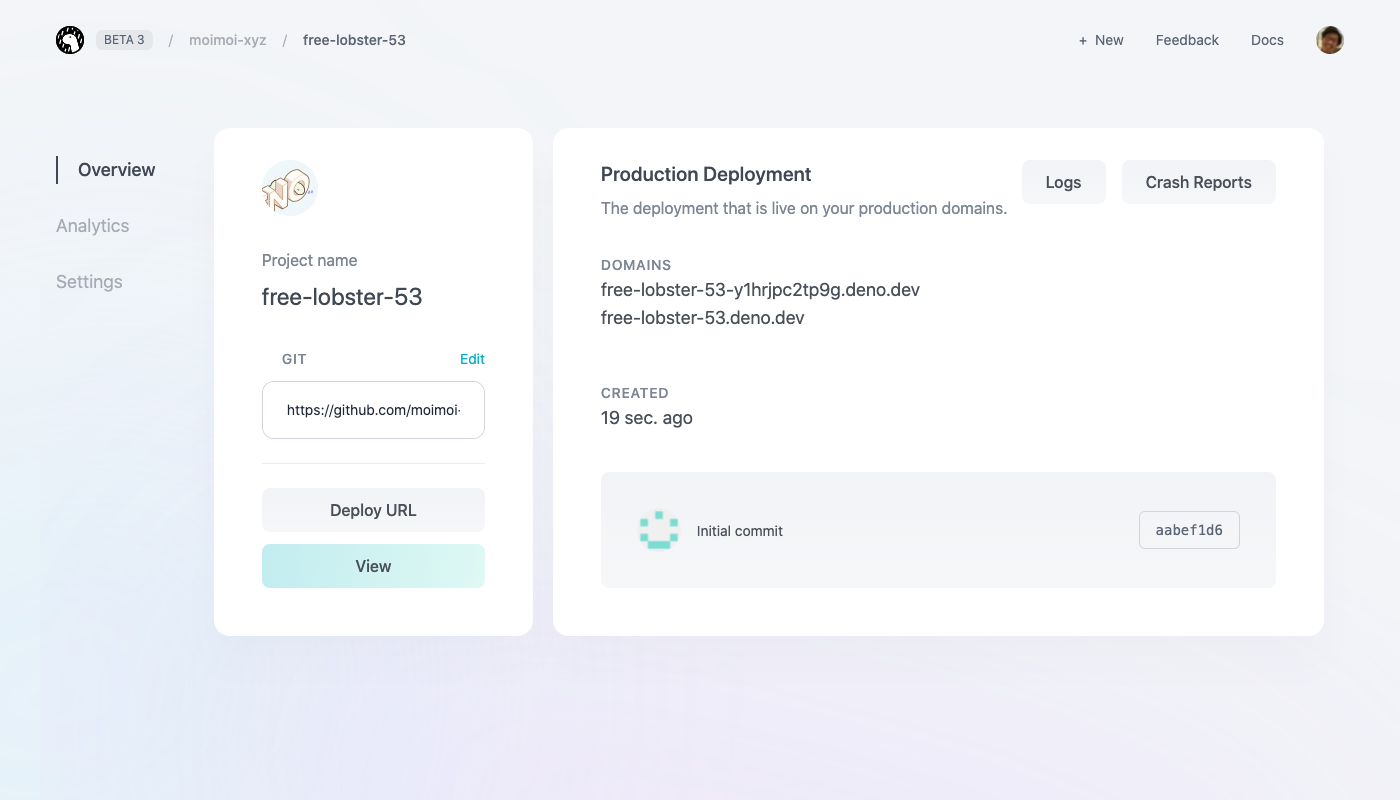 BETA 3 / moimoi-xyz / free-lobster-53
+ New Feedback Docs
Overview
Analytics
Settings
NO
Project name
free-lobster-53
GIT Edit
https://github.com/moimoi-
Deploy URL
View
Production Deployment
The deployment that is live on your production domains.
Logs
Crash Reports
DOMAINS
free-lobster-53-y1hrjpc2tp9g.deno.dev
free-lobster-53.deno.dev
CREATED
19 sec. ago
Initial commit
aabef1d6